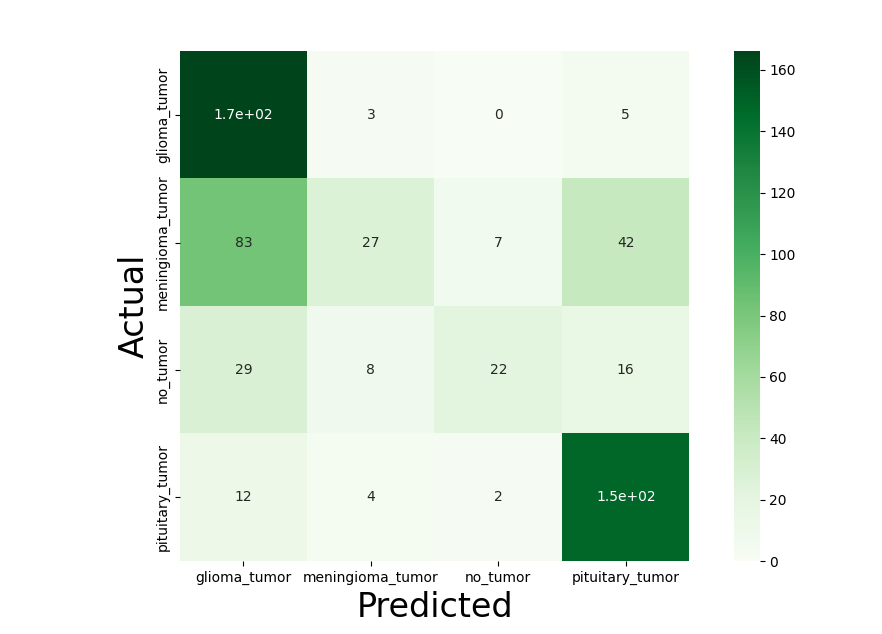 glioma_tumor 1.7e+02 3 0 5
meningioma_tumor 83 27 7 42
no_tumor 29 8 22 16
pituitary_tumor 12 4 2 1.5e+02
glioma_tumor meningioma_tumor no_tumor pituitary_tumor
Actual
Predicted
160
140
120
100
80
60
40
20
0